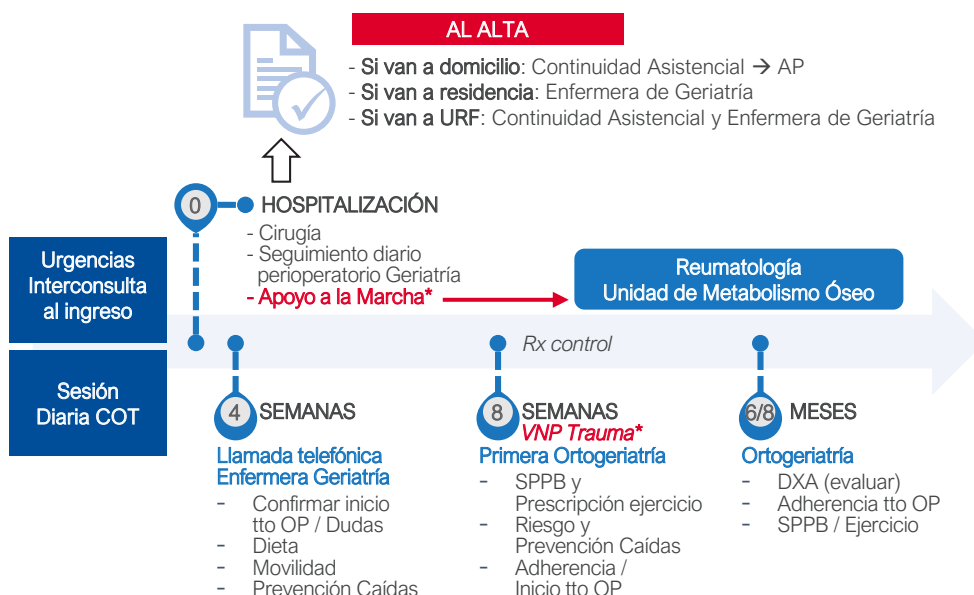 AL ALTA
- Si van a domicilio: Continuidad Asistencial → AP
- Si van a residencia: Enfermera de Geriatría
- Si van a URF: Continuidad Asistencial y Enfermera de Geriatría
0
HOSPITALIZACIÓN
- Cirugía
- Seguimiento diario
perioperatorio Geriatría
- Apoyo a la Marcha*
Reumatología
Unidad de Metabolismo Óseo
Urgencias
Interconsulta
al ingreso
Sesión
Diaria COT
Rx control
4 SEMANAS
Llamada telefónica
Enfermera Geriatría
- Confirmar inicio
tto OP / Dudas
- Dieta
- Movilidad
- Prevención Caídas
8 SEMANAS
VNP Trauma*
Primera Ortogeriatría
- SPPB y
Prescripción ejercicio
- Riesgo y
Prevención Caídas
- Adherencia /
Inicio tto OP
6/8 MESES
Ortogeriatría
- DXA (evaluar)
- Adherencia tto OP
- SPPB / Ejercicio